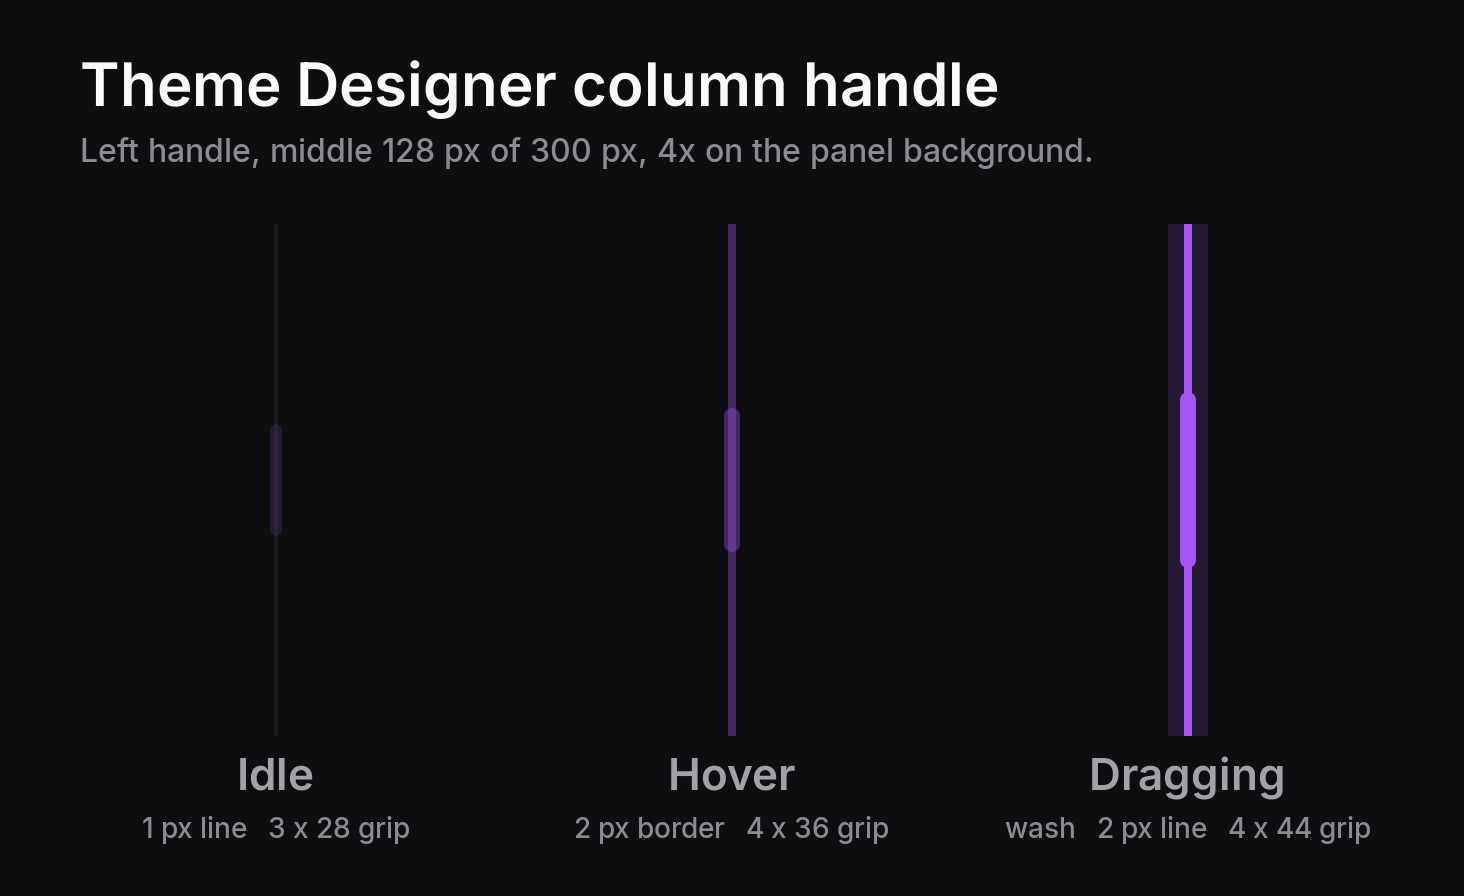 Theme Designer column handle
Left handle, middle 128 px of 300 px, 4x on the panel background.
Idle
Hover
Dragging
1 px line 3 x 28 grip
2 px border 4 x 36 grip
wash 2 px line 4 x 44 grip